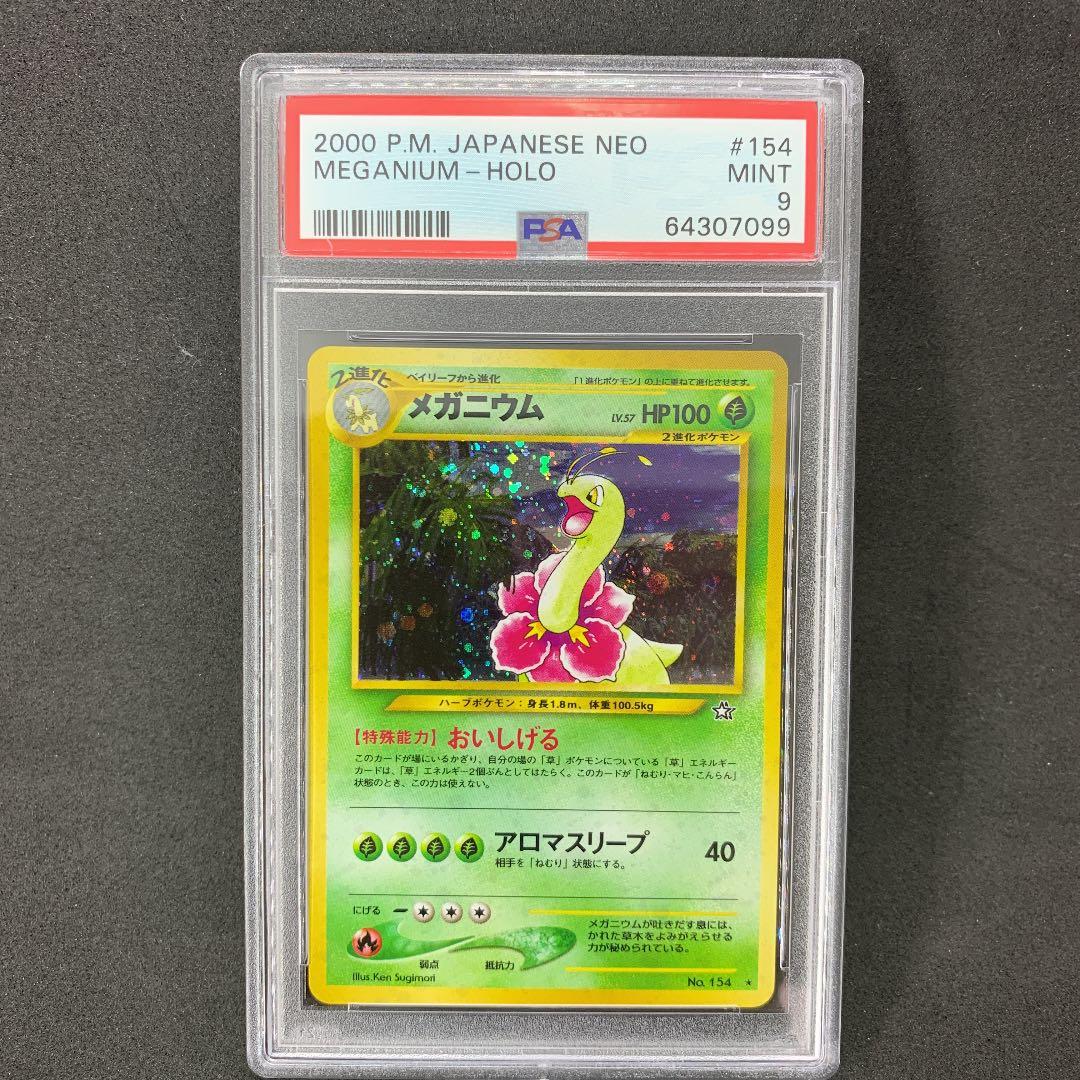 2000 P.M. JAPANESE NEO #154
MEGANIUM - HOLO MINT
9
PSA 64307099
2進化 ベイリーフから進化 「1進化ポケモン」の上に重ねて進化させます。
メガニウム LV.57 HP100
2進化ポケモン
ハーブポケモン:身長1.8m、体重100.5kg
【特殊能力】おいしげる
このカードが場にいるかぎり、自分の場の「草」ポケモンについている「草」エネルギー
カードは、「草」エネルギー2個ぶんとしてはたらく。このカードが「ねむり・マヒ・こんらん」
状態のとき、この力は使えない。
アロマスリープ 40
相手を「ねむり」状態にする。
にげる
メガニウムが吐きだす息には、
かれた草木をよみがえらせる
力が秘められている。
弱点 抵抗力
Illus.Ken Sugimori No. 154 ★